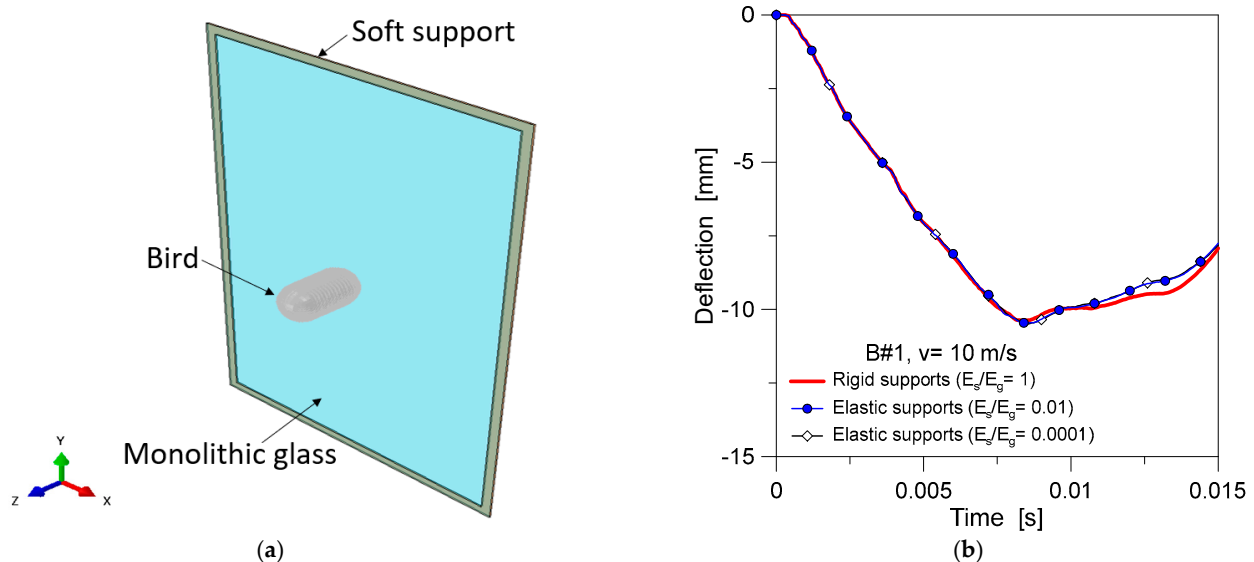 Soft support
Bird
Monolithic glass
Y
Z
X
(a)
0
-5
-10
-15
Deflection [mm]
B#1, v= 10 m/s
Rigid supports (Es/Eg= 1)
Elastic supports (Es/Eg= 0.01)
Elastic supports (Es/Eg= 0.0001)
0
0.005
0.01
0.015
Time [s]
(b)